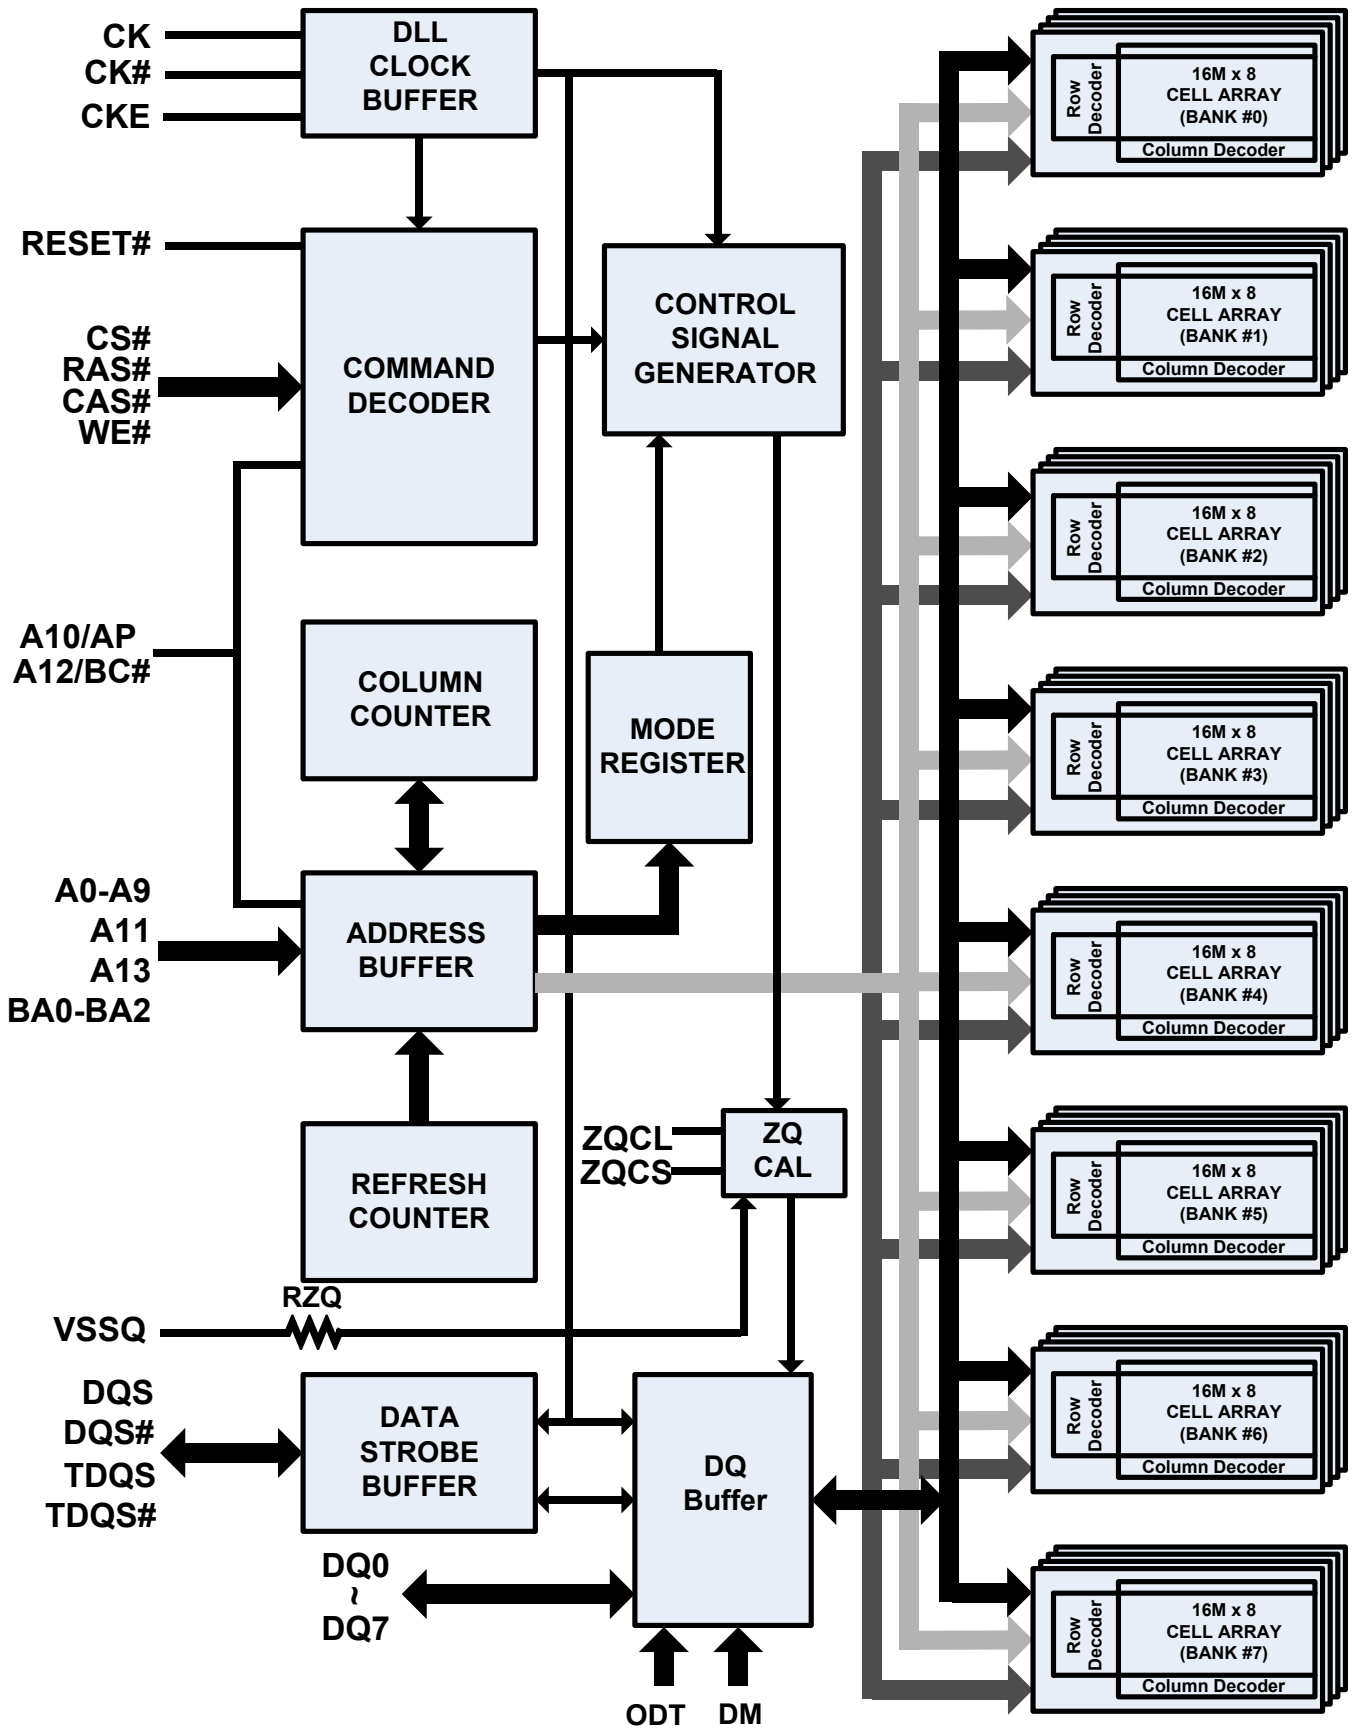 CK
CK#
CKE
DLL
CLOCK
BUFFER
RESET#
CS#
RAS#
CAS#
WE#
COMMAND
DECODER
CONTROL
SIGNAL
GENERATOR
A10/AP
A12/BC#
COLUMN
COUNTER
MODE
REGISTER
A0-A9
A11
A13
BA0-BA2
ADDRESS
BUFFER
REFRESH
COUNTER
ZQCL
ZQCS
ZQ
CAL
RZQ
VSSQ
DQS
DQS#
TDQS
TDQS#
DATA
STROBE
BUFFER
DQ
Buffer
DQ0
~
DQ7
ODT
DM
Row
Decoder
16M x 8
CELL ARRAY
(BANK #0)
Column Decoder
Row
Decoder
16M x 8
CELL ARRAY
(BANK #1)
Column Decoder
Row
Decoder
16M x 8
CELL ARRAY
(BANK #2)
Column Decoder
Row
Decoder
16M x 8
CELL ARRAY
(BANK #3)
Column Decoder
Row
Decoder
16M x 8
CELL ARRAY
(BANK #4)
Column Decoder
Row
Decoder
16M x 8
CELL ARRAY
(BANK #5)
Column Decoder
Row
Decoder
16M x 8
CELL ARRAY
(BANK #6)
Column Decoder
Row
Decoder
16M x 8
CELL ARRAY
(BANK #7)
Column Decoder